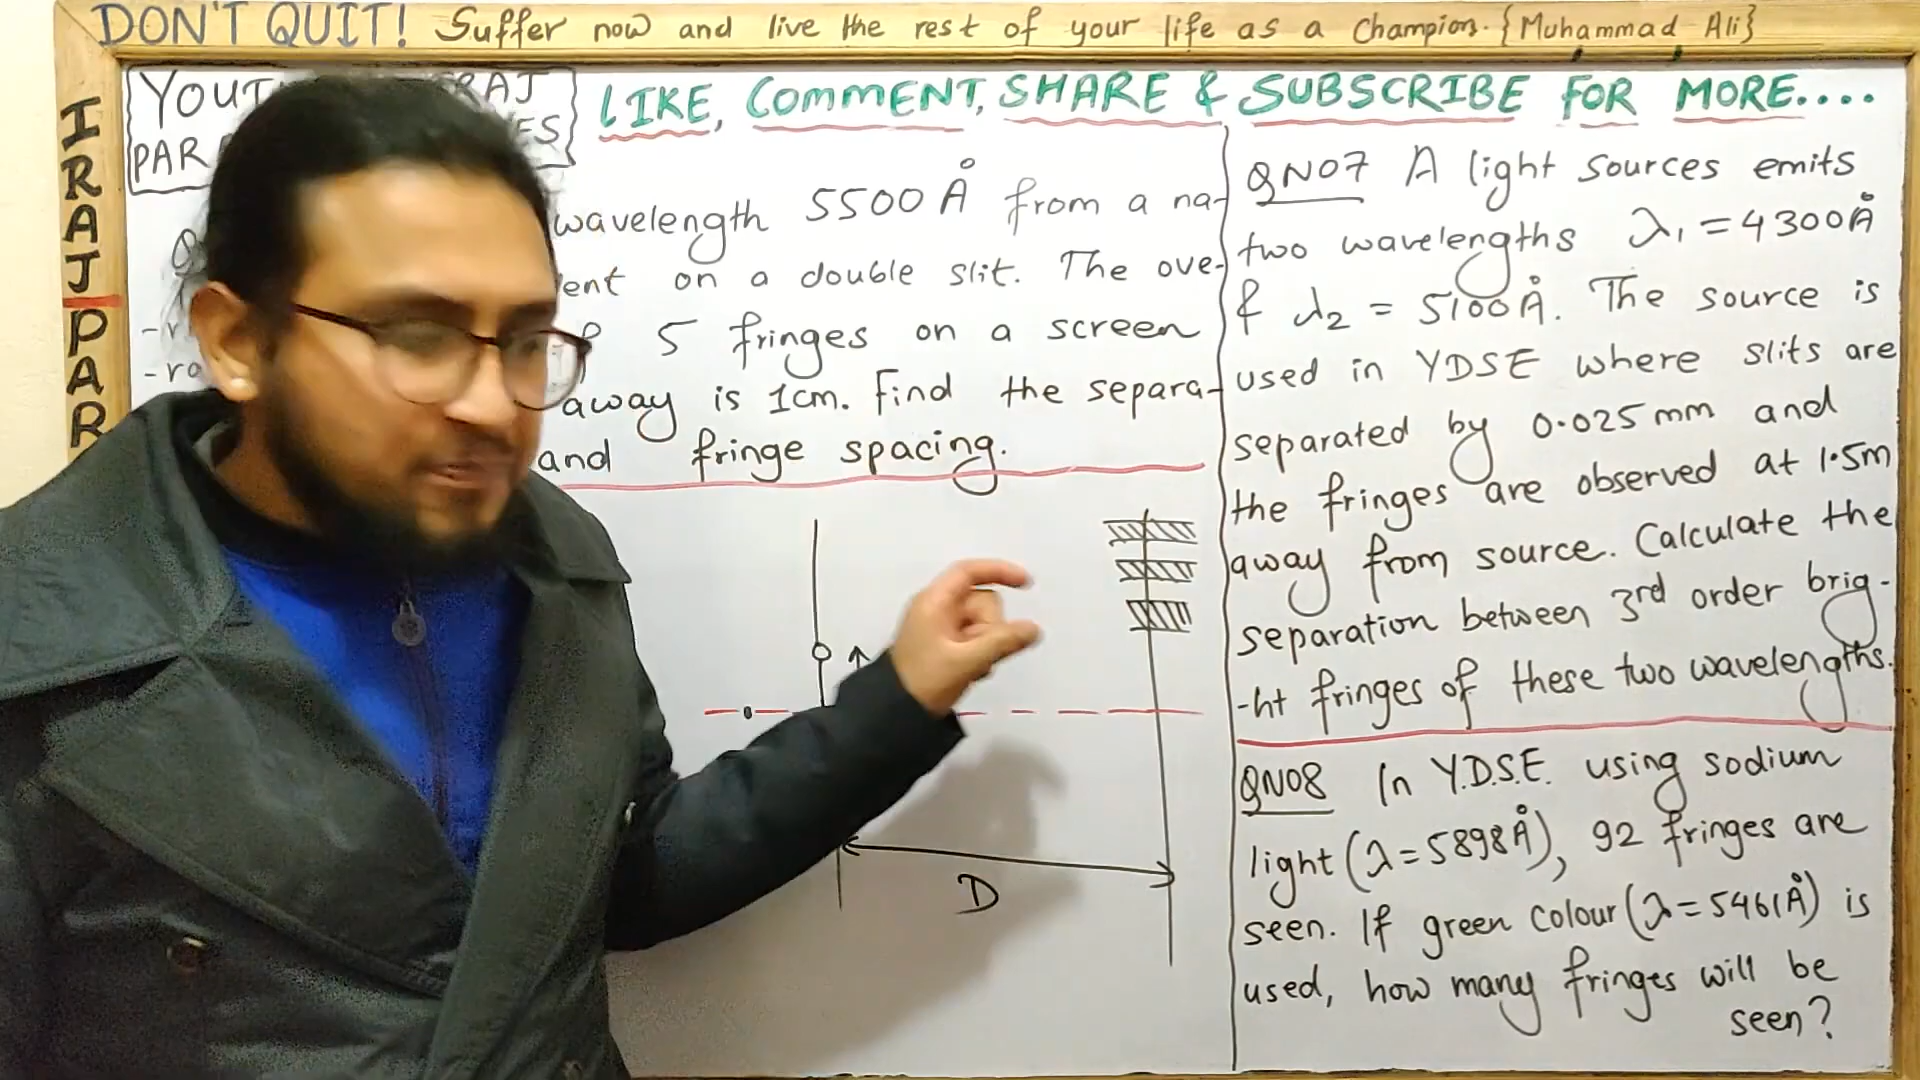 DON'T QUIT! Suffer now and live the rest of your life as a Champion. {Muhammad Ali}
IRAJ PAR
YOUT RAJ
PAR ES
LIKE, COMMENT, SHARE & SUBSCRIBE FOR MORE....
wavelength 5500 Å from a na-
ent on a double slit. The ove-
5 fringes on a screen
away is 1cm. Find the separa-
and fringe spacing.
D
QN07 A light sources emits
two wavelengths λ₁ = 4300Å
& λ₂ = 5100Å. The source is
used in YDSE where slits are
separated by 0.025 mm and
the fringes are observed at 1.5m
away from source. Calculate the
separation between 3rd order brig-
-ht fringes of these two wavelengths.
QN08 In Y.D.S.E. using sodium
light (λ = 5898Å), 92 fringes are
seen. If green colour (λ = 5461Å) is
used, how many fringes will be
seen?